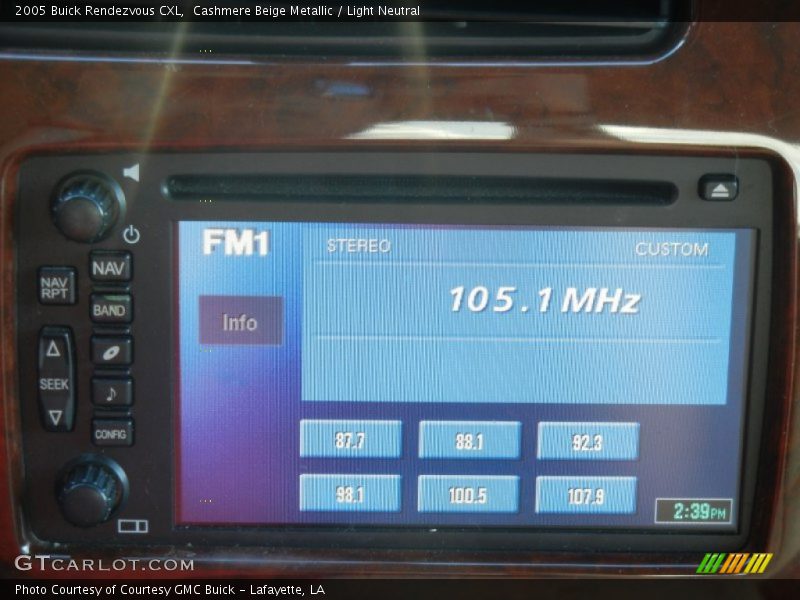 2005 Buick Rendezvous CXL,  Cashmere Beige Metallic / Light Neutral
FM1
STEREO
CUSTOM
NAV
NAV RPT
105.1 MHz
BAND
Info
SEEK
CONFIG
87.7
88.1
92.3
98.1
100.5
107.9
2:39PM
GTCARLOT.COM
Photo Courtesy of Courtesy GMC Buick - Lafayette, LA